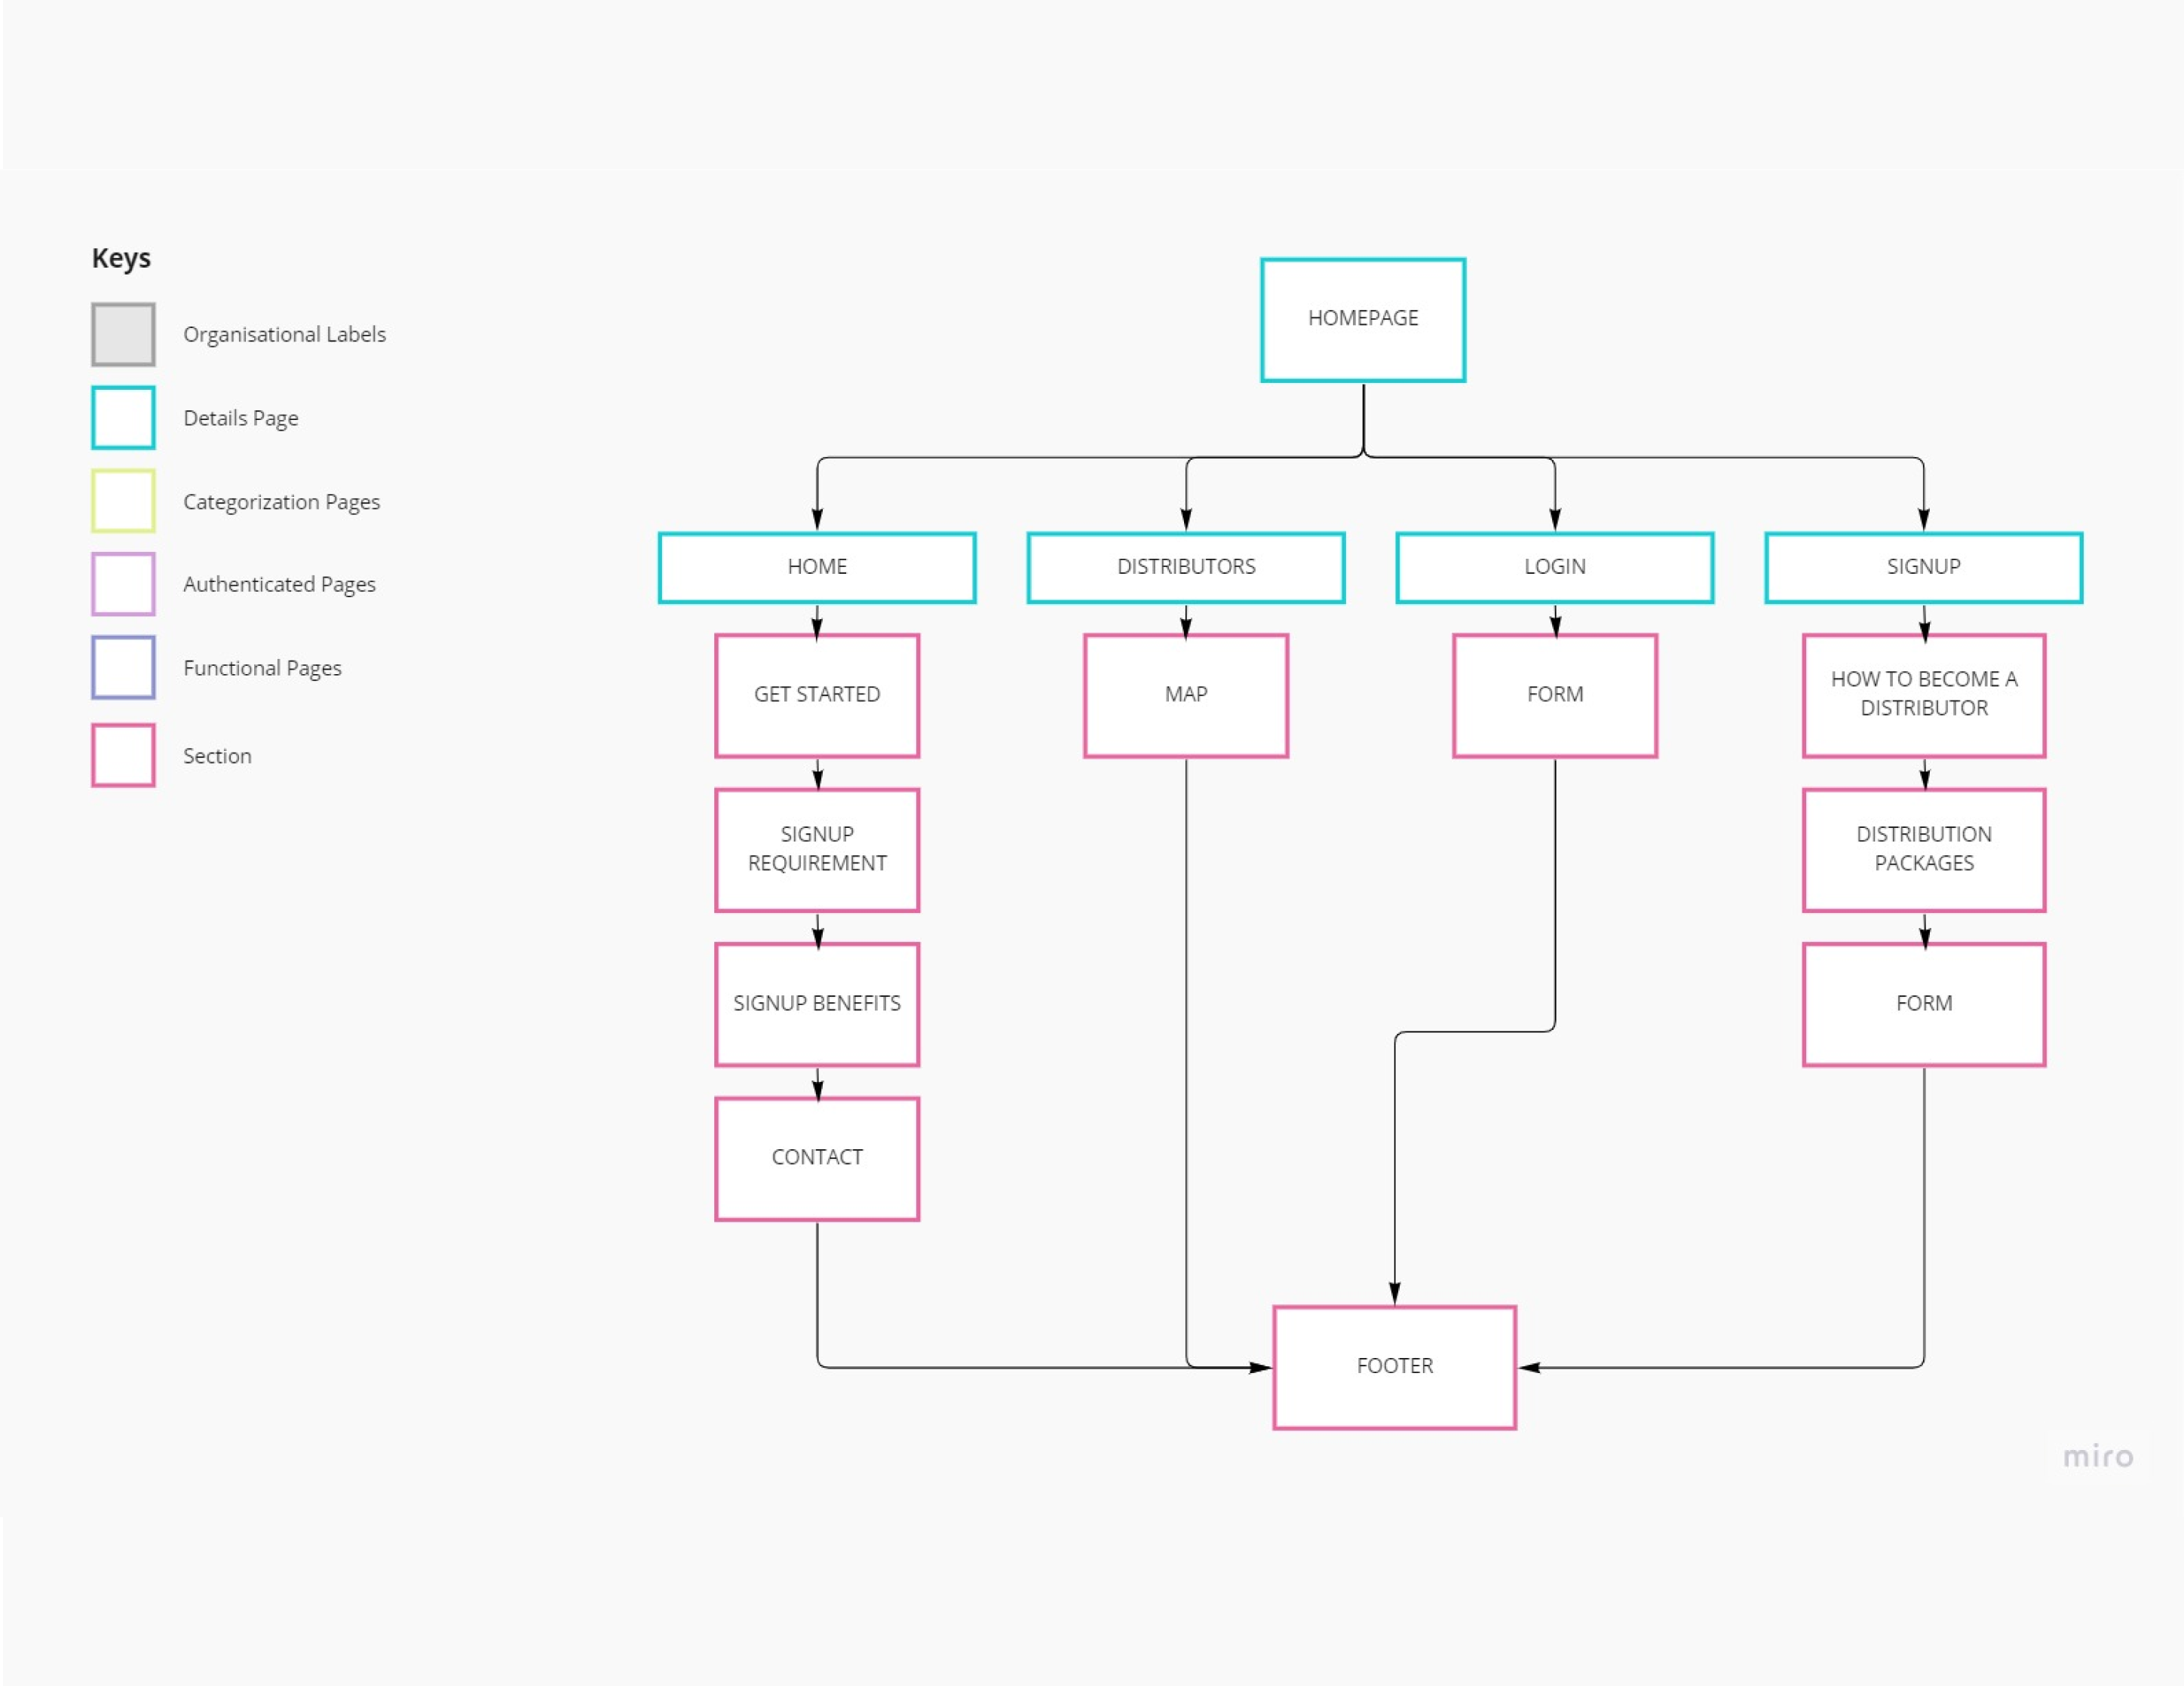 Keys
Organisational Labels
Details Page
Categorization Pages
Authenticated Pages
Functional Pages
Section
HOMEPAGE
HOME
DISTRIBUTORS
LOGIN
SIGNUP
GET STARTED
MAP
FORM
HOW TO BECOME A
DISTRIBUTOR
SIGNUP
REQUIREMENT
DISTRIBUTION
PACKAGES
SIGNUP BENEFITS
FORM
CONTACT
FOOTER
miro